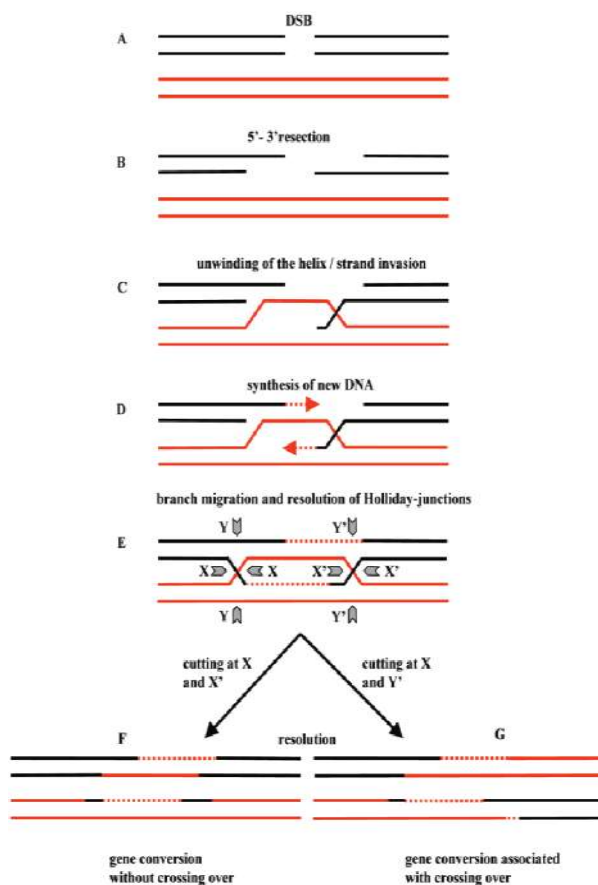 DSB
A
5'- 3'resection
B
unwinding of the helix / strand invasion
C
synthesis of new DNA
D
branch migration and resolution of Holliday-junctions
Y Y'
E
X X X' X'
Y Y'
cutting at X
and X'
cutting at X
and Y'
F resolution G
gene conversion
without crossing over
gene conversion associated
with crossing over